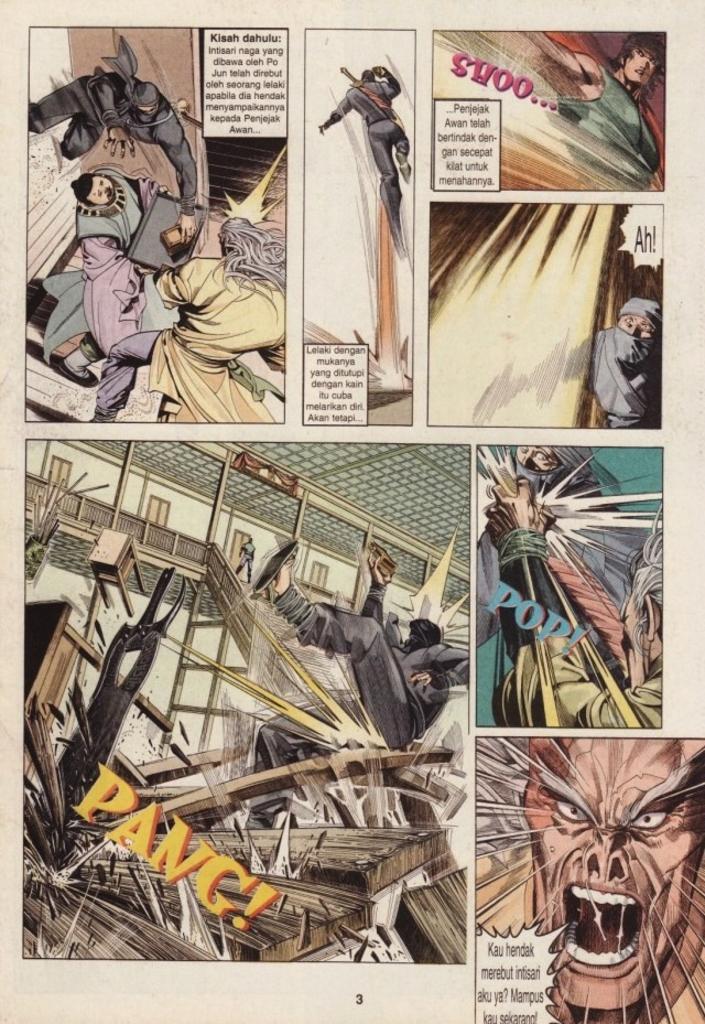 Kisah dahulu:
Intisari naga yang
dibawa oleh Po
Jun telah direbut
oleh seorang lelaki
apabila dia hendak
menyampaikannya
kepada Penjejak
Awan...
Lelaki dengan
mukanya
yang ditutupi
dengan kain
itu cuba
melarikan diri.
Akan tetapi...
SHOO...
...Penjejak
Awan telah
bertindak den-
gan secepat
kilat untuk
menahannya.
Ah!
PANG!
POP!
Kau hendak
merebut intisari
aku ya? Mampus
kau sekarang!
3